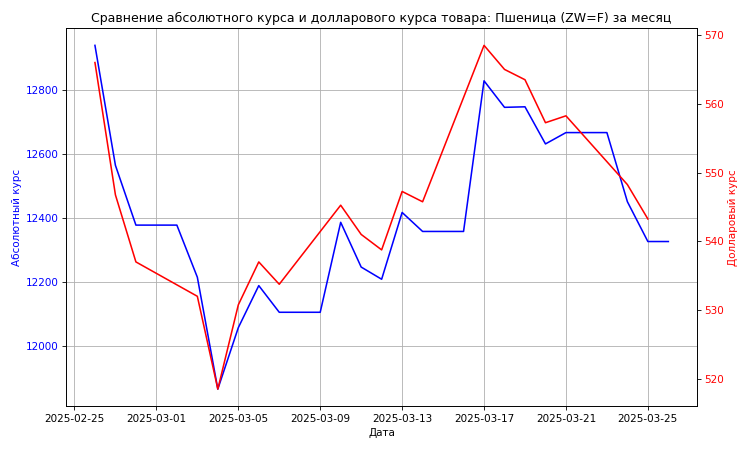 Сравнение абсолютного курса и долларового курса товара: Пшеница (ZW=F) за месяц
Абсолютный курс
12800
12600
12400
12200
12000
570
560
550
540
530
520
Долларовый курс
2025-02-25 2025-03-01 2025-03-05 2025-03-09 2025-03-13 2025-03-17 2025-03-21 2025-03-25
Дата